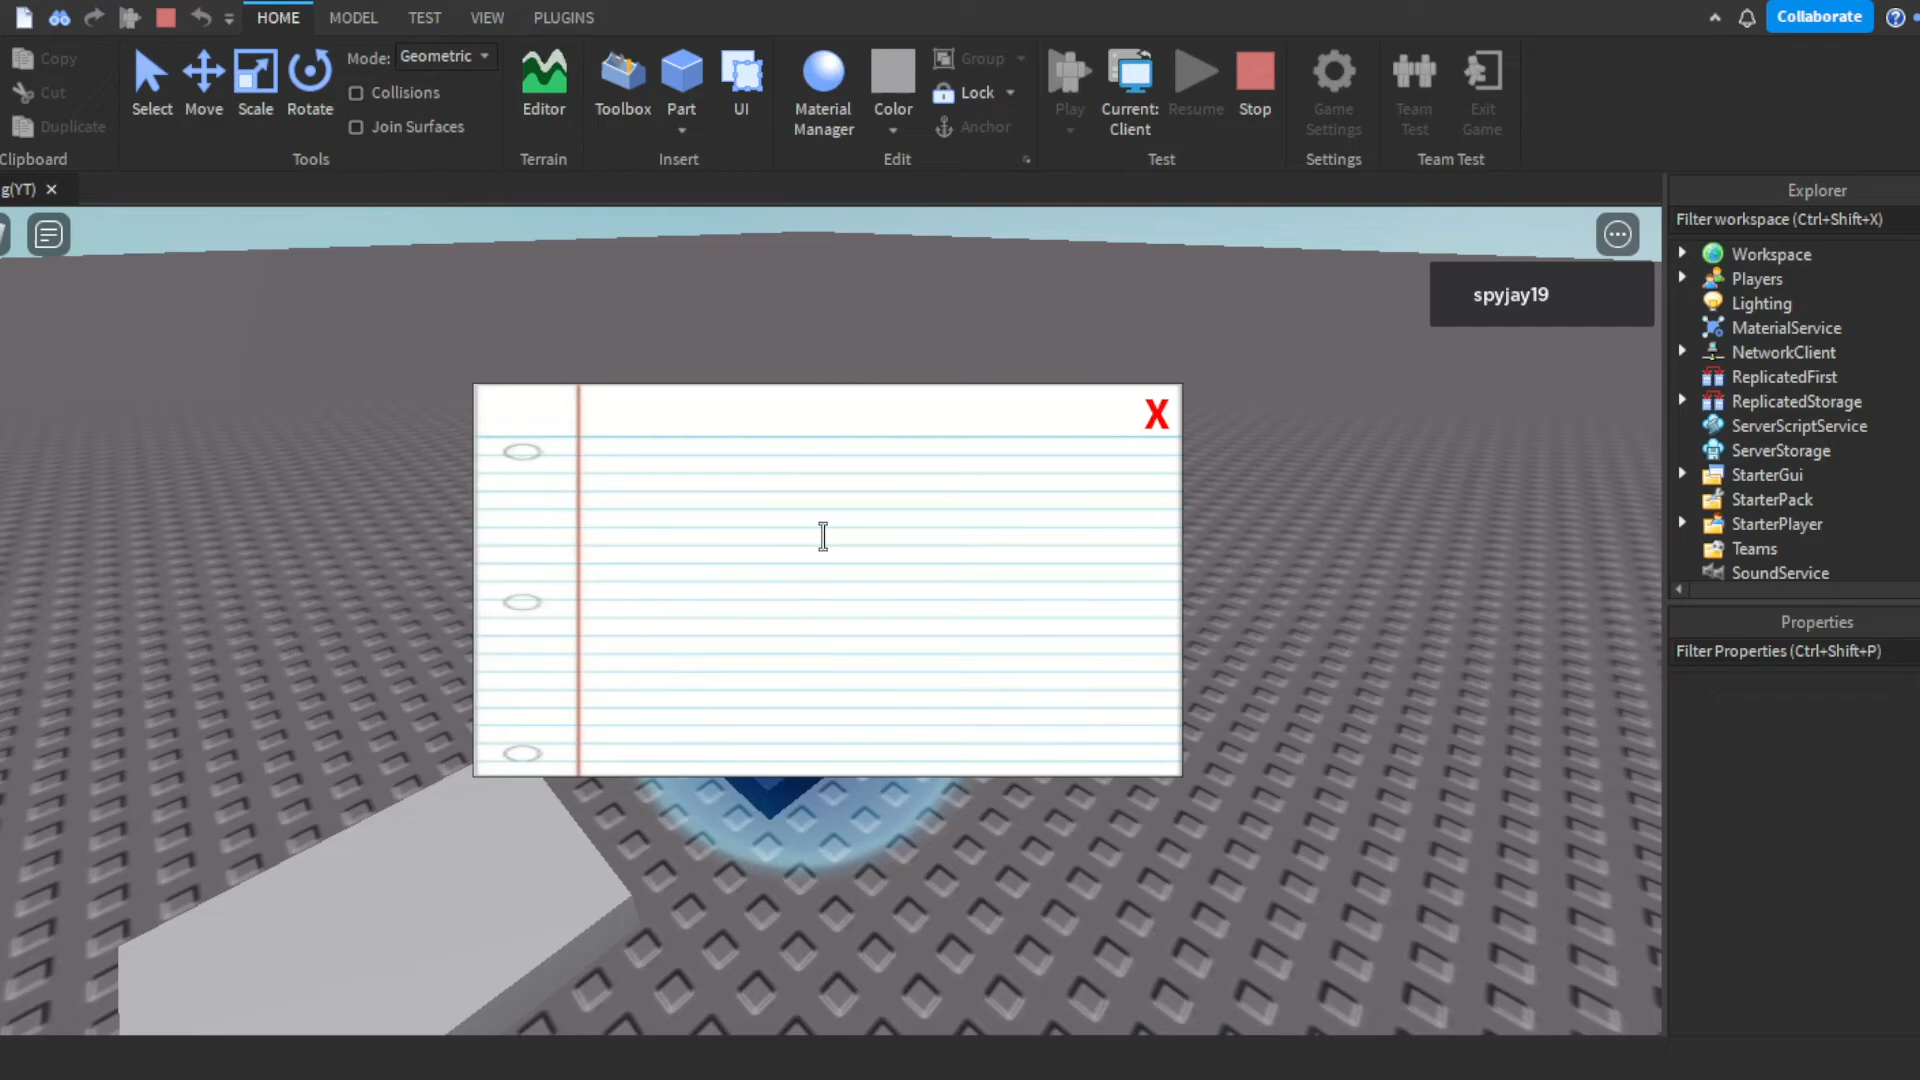 HOME MODEL TEST VIEW PLUGINS Collaborate
Copy
Cut
Duplicate
Clipboard
Select Move Scale Rotate
Mode: Geometric
Collisions
Join Surfaces
Tools
Editor
Terrain
Toolbox Part UI
Insert
Material Manager
Color
Group
Lock
Anchor
Edit
Play
Current: Client
Resume
Stop
Test
Game Settings
Settings
Team Test
Exit Game
Team Test
g(YT)
spyjay19
X
Explorer
Filter workspace (Ctrl+Shift+X)
Workspace
Players
Lighting
MaterialService
NetworkClient
ReplicatedFirst
ReplicatedStorage
ServerScriptService
ServerStorage
StarterGui
StarterPack
StarterPlayer
Teams
SoundService
Properties
Filter Properties (Ctrl+Shift+P)